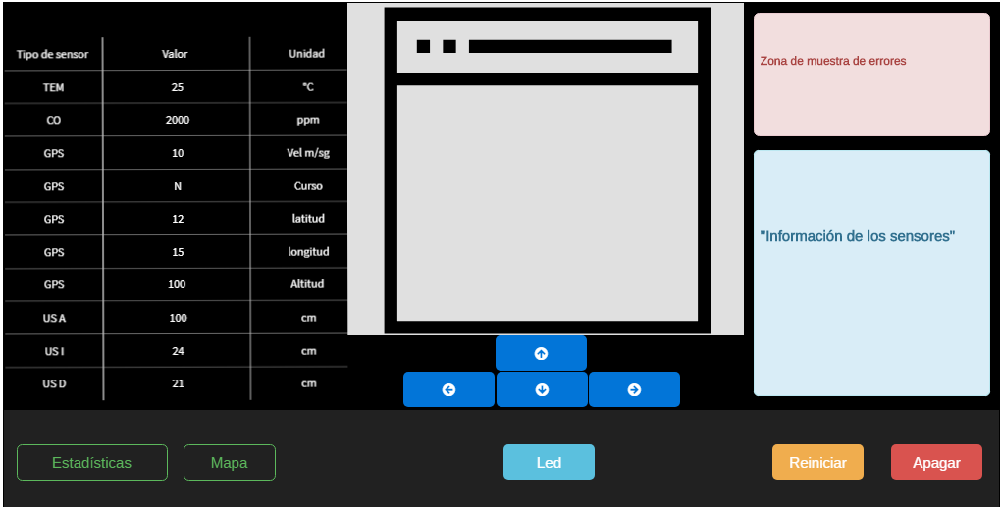 Tipo de sensor Valor Unidad
TEM 25 °C
CO 2000 ppm
GPS 10 Vel m/sg
GPS N Curso
GPS 12 latitud
GPS 15 longitud
GPS 100 Altitud
US A 100 cm
US I 24 cm
US D 21 cm
Zona de muestra de errores
"Información de los sensores"
Estadísticas
Mapa
Led
Reiniciar
Apagar